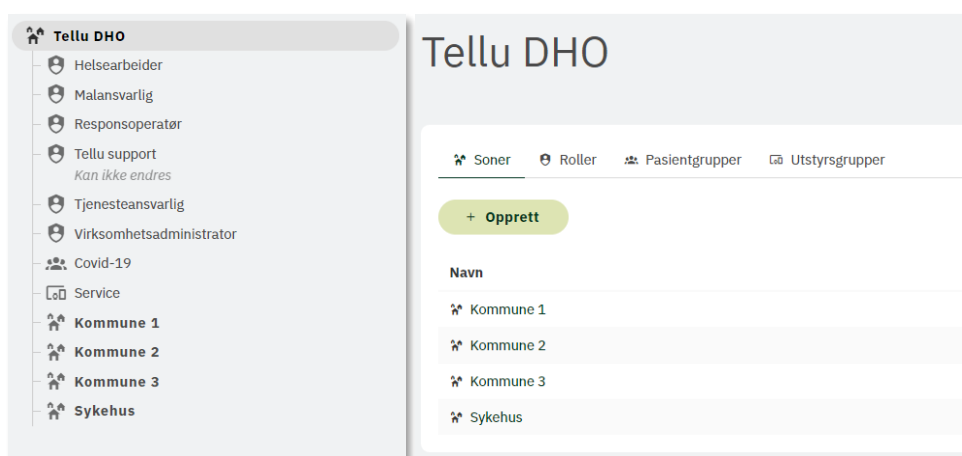 Tellu DHO
Helsearbeider
Malansvarlig
Responsoperatør
Tellu support
Kan ikke endres
Tjenesteansvarlig
Virksomhetsadministrator
Covid-19
Service
Kommune 1
Kommune 2
Kommune 3
Sykehus
Tellu DHO
Soner Roller Pasientgrupper Utstyrsgrupper
+ Opprett
Navn
Kommune 1
Kommune 2
Kommune 3
Sykehus